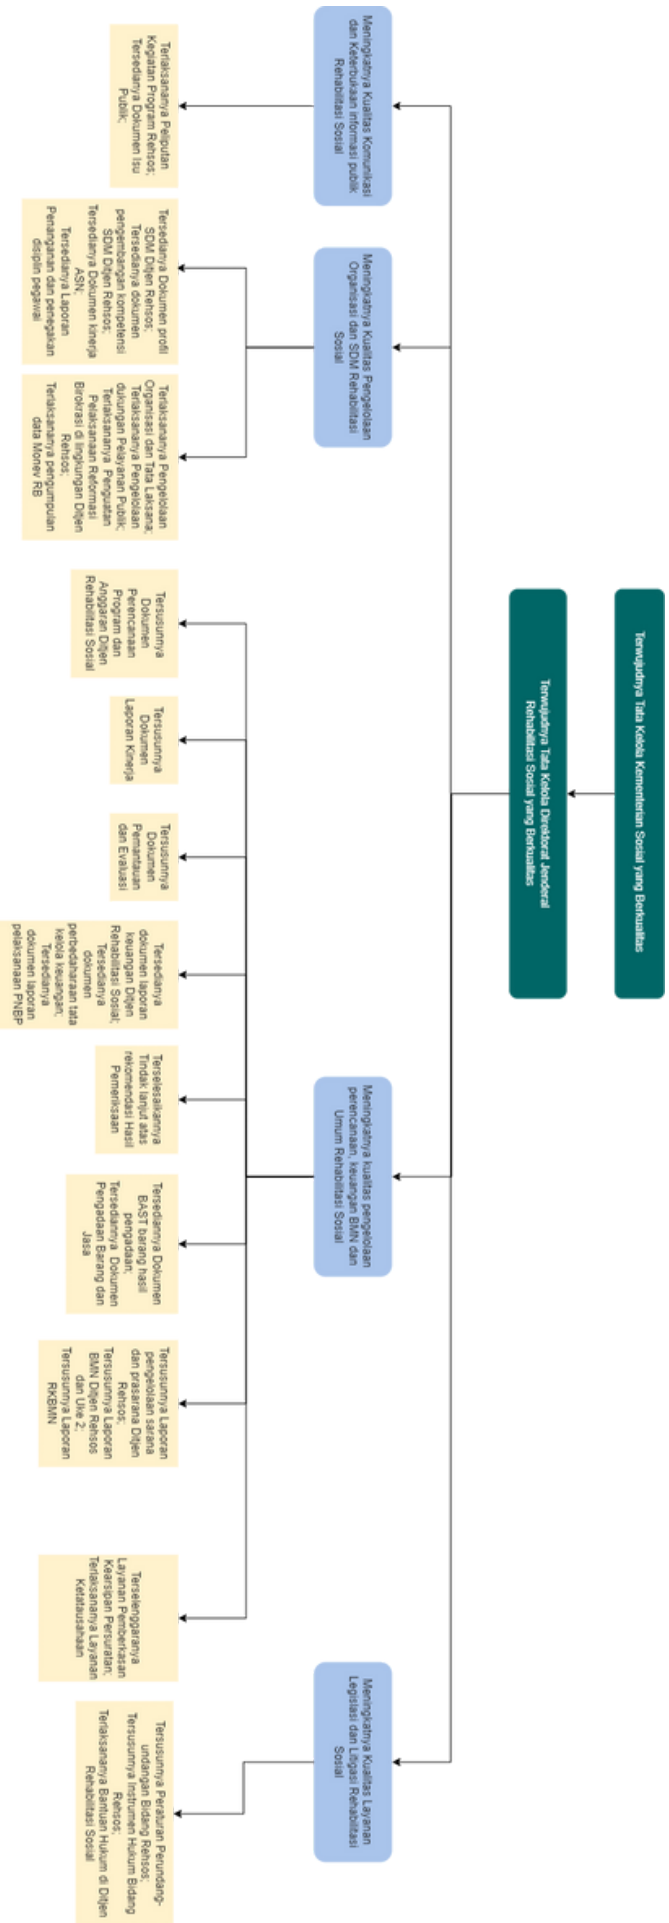 Terwujudnya Tata Kelola Kementerian Sosial yang Berkualitas
Terwujudnya Tata Kelola Direktorat Jenderal
Rehabilitasi Sosial yang Berkualitas
Meningkatnya Kualitas Komunikasi
dan Keterbukaan informasi publik
Rehabilitasi Sosial
Meningkatnya Kualitas Pengelolaan
Organisasi dan SDM Rehabilitasi
Sosial
Meningkatnya kualitas pengelolaan
perencanaan, keuangan BMN dan
Umum Rehabilitasi Sosial
Meningkatnya Kualitas Layanan
Legislasi dan Litigasi Rehabilitasi
Sosial
Terlaksananya Peliputan
Kegiatan Program Rehsos;
Tersedianya Dokumen Isu
Publik;
Tersedianya Dokumen profil
SDM Ditjen Rehsos;
Tersedianya dokumen
pengembangan kompetensi
SDM Ditjen Rehsos;
Tersedianya Dokumen kinerja
ASN;
Tersedianya Laporan
Penanganan dan penegakan
disiplin pegawai
Terlaksananya Pengelolaan
Organisasi dan Tata Laksana;
Terlaksananya Pengelolaan
dukungan Pelayanan Publik;
Terlaksananya Penguatan
Pelaksanaan Reformasi
Birokrasi di lingkungan Ditjen
Rehsos;
Terlaksananya pengumpulan
data Monev RB
Tersusunnya
Dokumen
Perencanaan
Program dan
Anggaran Ditjen
Rehabilitasi Sosial
Tersusunnya
Dokumen
Laporan Kinerja
Tersusunnya
Dokumen
Pemantauan
dan Evaluasi
Tersedianya
dokumen laporan
keuangan Ditjen
Rehabilitasi Sosial;
Tersedianya
dokumen
perbedaharaan tata
kelola keuangan;
Tersedianya
dokumen laporan
pelaksanaan PNBP
Terselesaikannya
Tindak lanjut atas
rekomendasi Hasil
Pemeriksaan
Tersediannya Dokumen
BAST barang hasil
pengadaan;
Tersediannya Dokumen
Pengadaan Barang dan
Jasa
Tersusunnya Laporan
pengelolaan sarana
dan prasarana Ditjen
Rehsos;
Tersusunnya Laporan
BMN Ditjen Rehsos
dan Uke 2;
Tersusunnya Laporan
RKBMN
Terselenggaranya
Layanan Pemberkasan
Kearsipan Persuratan;
Terlaksananya Layanan
Ketatausahaan
Tersusunnya Peraturan Perundang-
undangan Bidang Rehsos;
Tersusunnya Instrumen Hukum Bidang
Rehsos;
Terlaksananya Bantuan Hukum di Ditjen
Rehabilitasi Sosial